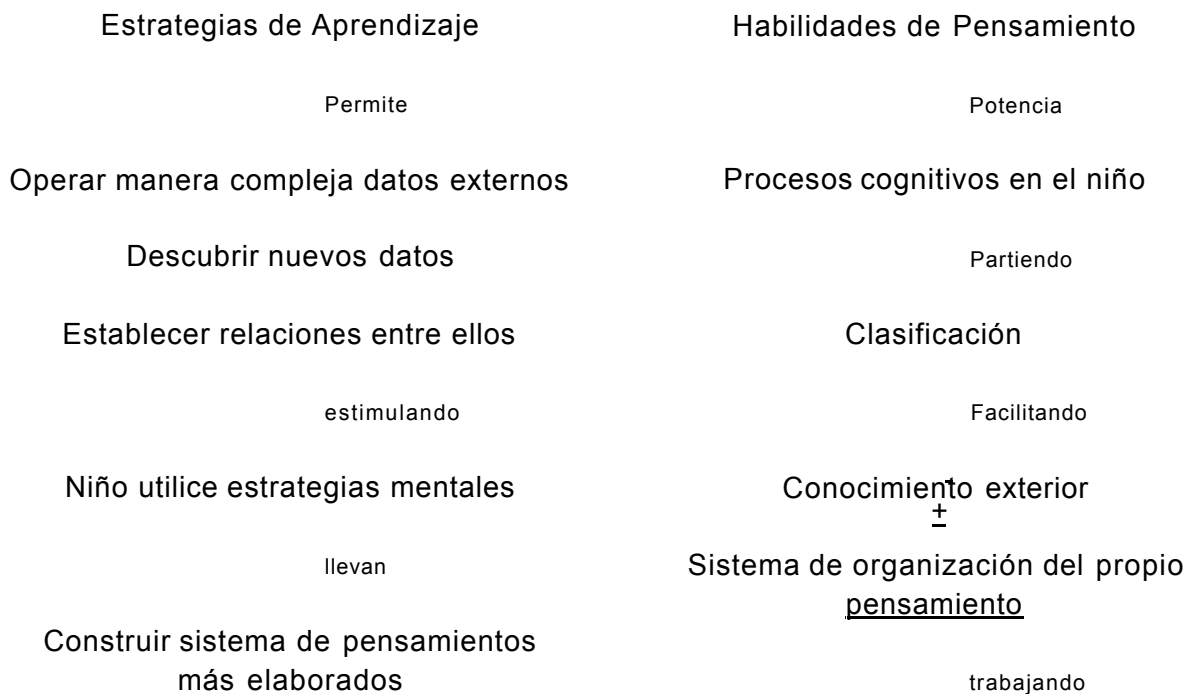 Estrategias de Aprendizaje
Permite
Operar manera compleja datos externos
Descubrir nuevos datos
Establecer relaciones entre ellos
estimulando
Niño utilice estrategias mentales
llevan
Construir sistema de pensamientos
más elaborados
Habilidades de Pensamiento
Potencia
Procesos cognitivos en el niño
Partiendo
Clasificación
Facilitando
Conocimiento exterior
+
Sistema de organización del propio
pensamiento
trabajando